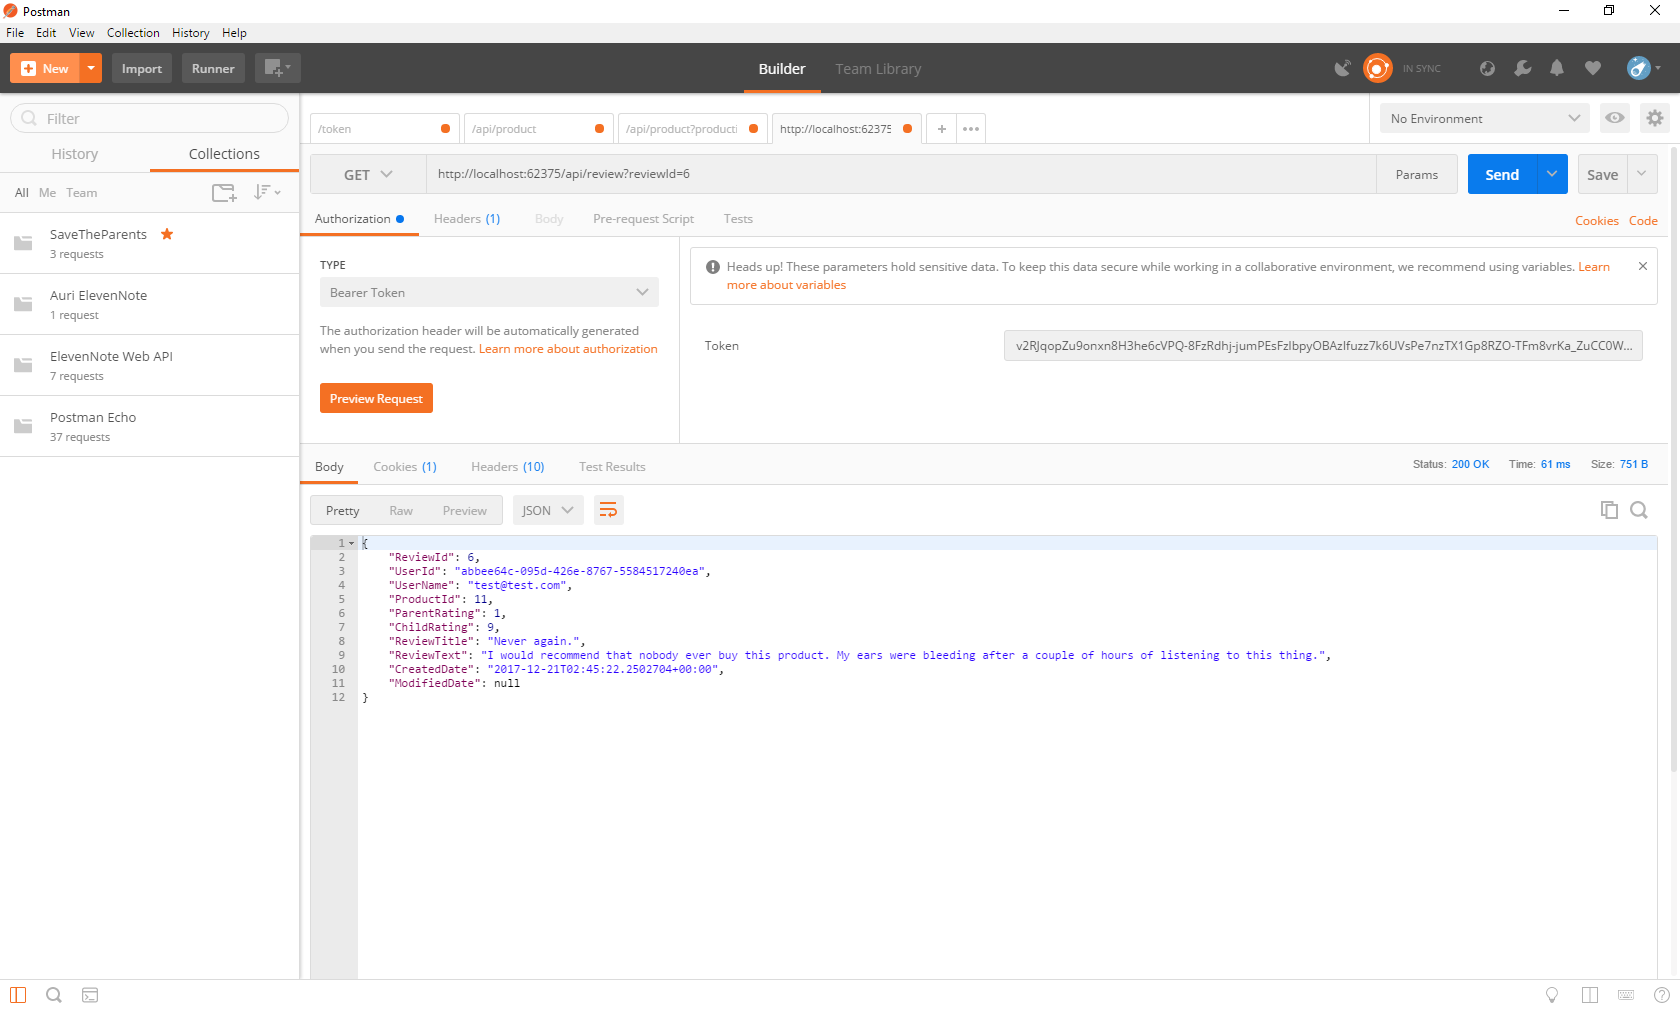 Postman
File Edit View Collection History Help
New Import Runner Builder Team Library IN SYNC
Filter
History Collections
All Me Team
SaveTheParents
3 requests
Auri ElevenNote
1 request
ElevenNote Web API
7 requests
Postman Echo
37 requests
/token /api/product /api/product?producti http://localhost:62375 + •••
No Environment
GET http://localhost:62375/api/review?reviewId=6 Params Send Save
Authorization Headers (1) Body Pre-request Script Tests Cookies Code
TYPE
Bearer Token
The authorization header will be automatically generated
when you send the request. Learn more about authorization
Preview Request
Heads up! These parameters hold sensitive data. To keep this data secure while working in a collaborative environment, we recommend using variables. Learn
more about variables
Token
Body Cookies (1) Headers (10) Test Results Status: 200 OK Time: 61 ms Size: 751 B
Pretty Raw Preview JSON
1 {
2 "ReviewId": 6,
3 "UserId": "abbee64c-095d-426e-8767-5584517240ea",
4 "UserName": "test@test.com",
5 "ProductId": 11,
6 "ParentRating": 1,
7 "ChildRating": 9,
8 "ReviewTitle": "Never again.",
9 "ReviewText": "I would recommend that nobody ever buy this product. My ears were bleeding after a couple of hours of listening to this thing.",
10 "CreatedDate": "2017-12-21T02:45:22.2502704+00:00",
11 "ModifiedDate": null
12 }